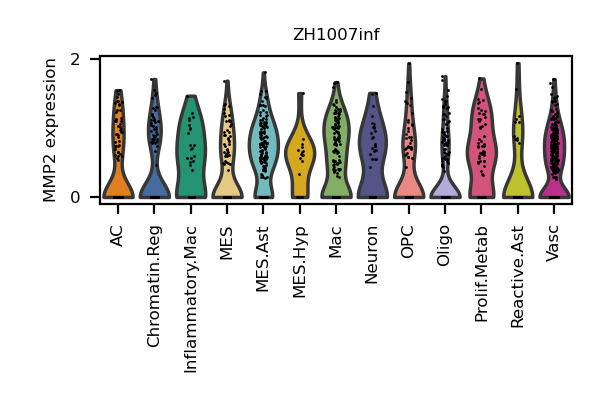 ZH1007inf
MMP2 expression
2
0
AC
Chromatin.Reg
Inflammatory.Mac
MES
MES.Ast
MES.Hyp
Mac
Neuron
OPC
Oligo
Prolif.Metab
Reactive.Ast
Vasc